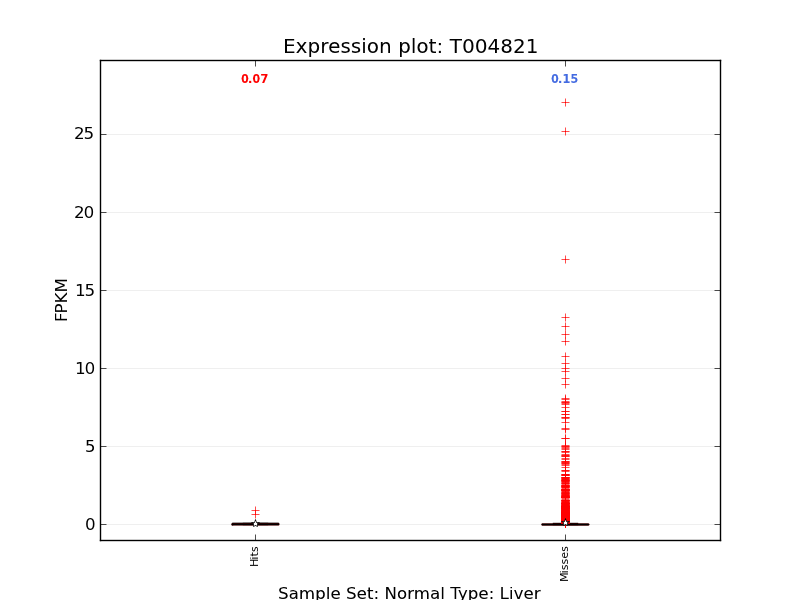 Expression plot: T004821
0.07
0.15
25
20
15
10
5
0
FPKM
Hits
Misses
Sample Set: Normal Type: Liver